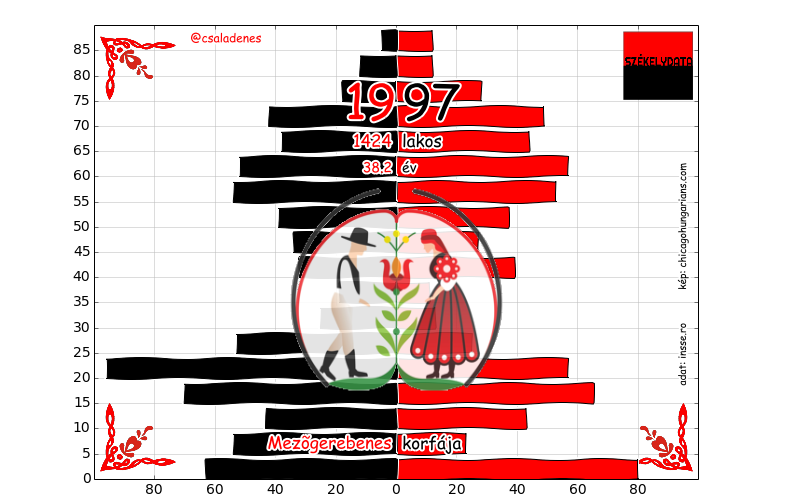 @csaladenes
SZÉKELYDATA
1997
1424 lakos
38.2 év
kép: chicagohungarians.com
adat: insse.ro
Mezõgerebenes korfája
85
80
75
70
65
60
55
50
45
40
35
30
25
20
15
10
5
0
80 60 40 20 0 20 40 60 80